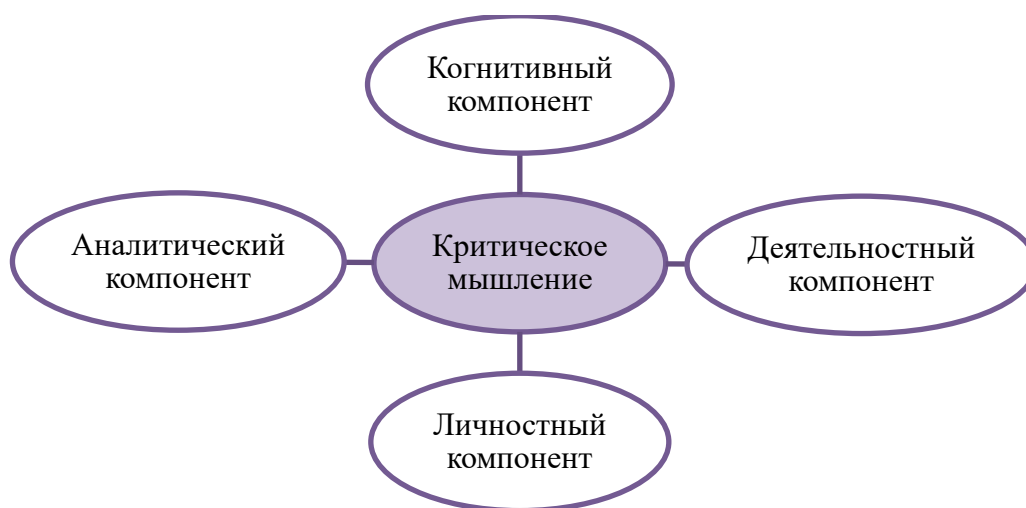 Когнитивный
компонент
Аналитический
компонент
Критическое
мышление
Деятельностный
компонент
Личностный
компонент